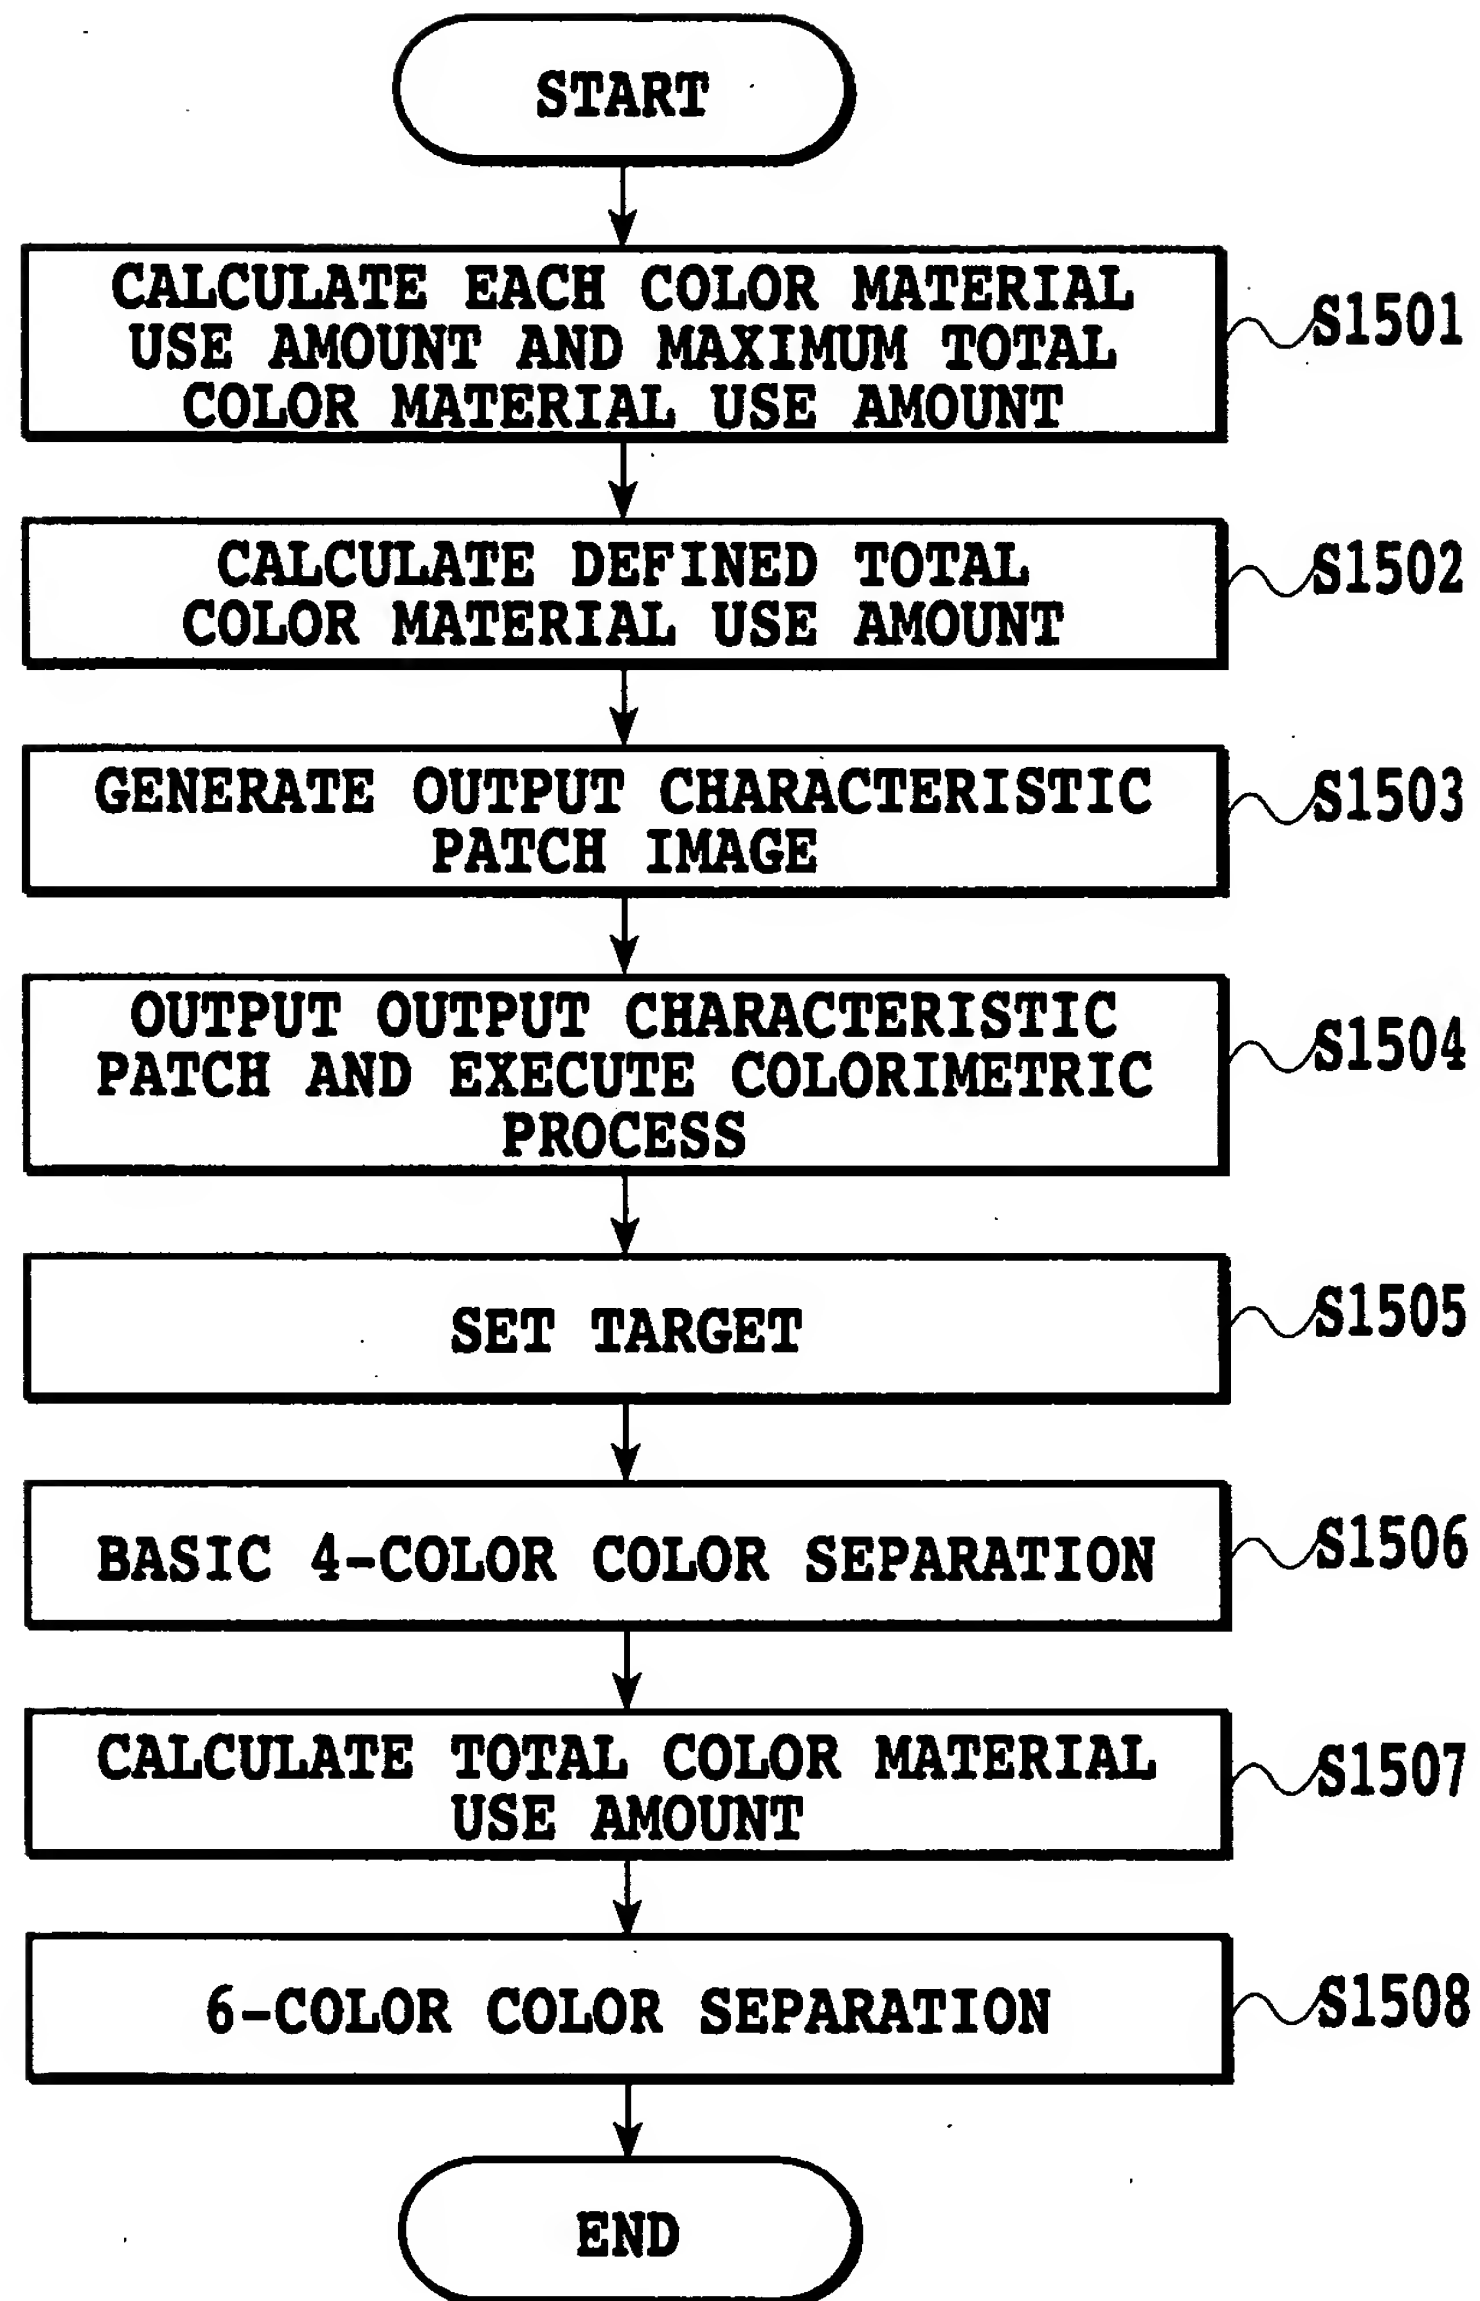 START
CALCULATE EACH COLOR MATERIAL
USE AMOUNT AND MAXIMUM TOTAL
COLOR MATERIAL USE AMOUNT
S1501
CALCULATE DEFINED TOTAL
COLOR MATERIAL USE AMOUNT
S1502
GENERATE OUTPUT CHARACTERISTIC
PATCH IMAGE
S1503
OUTPUT OUTPUT CHARACTERISTIC
PATCH AND EXECUTE COLORIMETRIC
PROCESS
S1504
SET TARGET
S1505
BASIC 4-COLOR COLOR SEPARATION
S1506
CALCULATE TOTAL COLOR MATERIAL
USE AMOUNT
S1507
6-COLOR COLOR SEPARATION
S1508
END